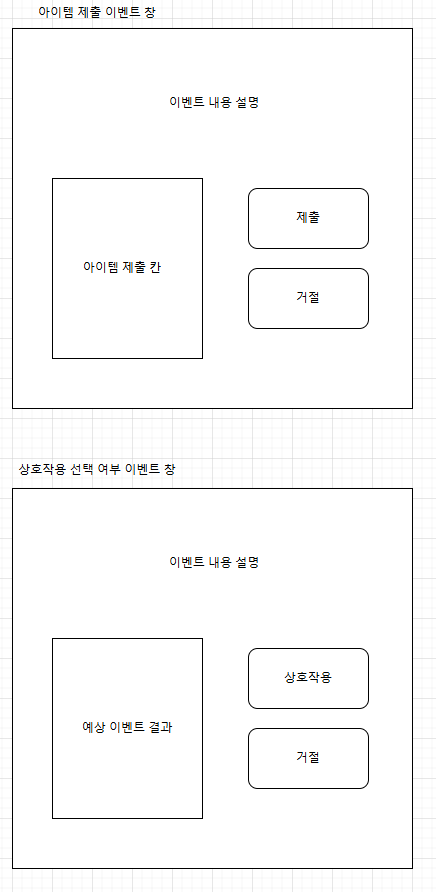 아이템 제출 이벤트 창
이벤트 내용 설명
아이템 제출 칸
제출
거절
상호작용 선택 여부 이벤트 창
이벤트 내용 설명
예상 이벤트 결과
상호작용
거절